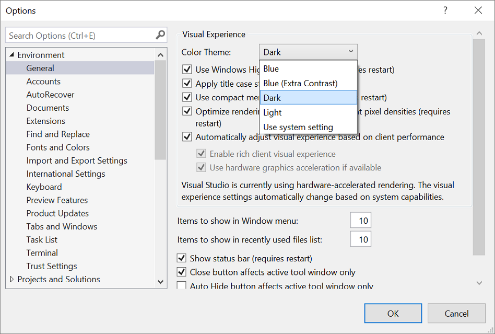 Options
? ×
Search Options (Ctrl+E)
Environment
General
Accounts
AutoRecover
Documents
Extensions
Find and Replace
Fonts and Colors
Import and Export Settings
International Settings
Keyboard
Preview Features
Product Updates
Tabs and Windows
Task List
Terminal
Trust Settings
Projects and Solutions
Visual Experience
Color Theme: Dark
Blue
Blue (Extra Contrast)
Dark
Light
Use system setting
Use Windows Hig es restart)
Apply title case st
Use compact me restart)
Optimize renderin t pixel densities (requires
restart)
Automatically adjust visual experience based on client performance
Enable rich client visual experience
Use hardware graphics acceleration if available
Visual Studio is currently using hardware-accelerated rendering. The visual
experience settings automatically change based on system capabilities.
Items to show in Window menu: 10
Items to show in recently used files list: 10
Show status bar (requires restart)
Close button affects active tool window only
Auto Hide button affects active tool window only
OK
Cancel